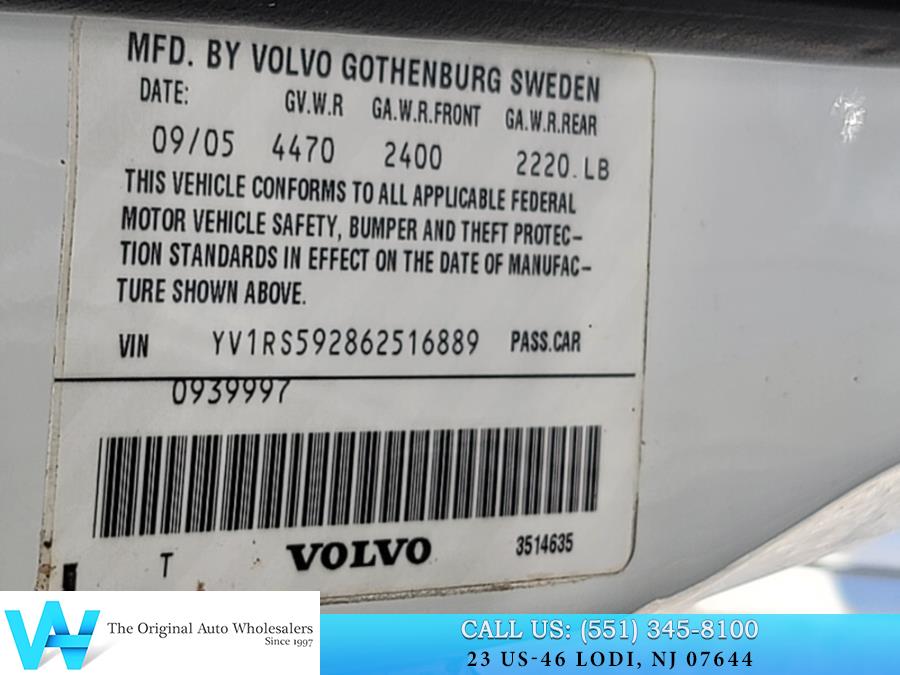 MFD. BY VOLVO GOTHENBURG SWEDEN
DATE: GV.W.R GA.W.R.FRONT GA.W.R.REAR
09/05 4470 2400 2220.LB
THIS VEHICLE CONFORMS TO ALL APPLICABLE FEDERAL
MOTOR VEHICLE SAFETY, BUMPER AND THEFT PROTEC-
TION STANDARDS IN EFFECT ON THE DATE OF MANUFAC-
TURE SHOWN ABOVE.
VIN YV1RS592862516889 PASS.CAR
0939997
T VOLVO 3514635
The Original Auto Wholesalers
Since 1997
CALL US: (551) 345-8100
23 US-46 LODI, NJ 07644